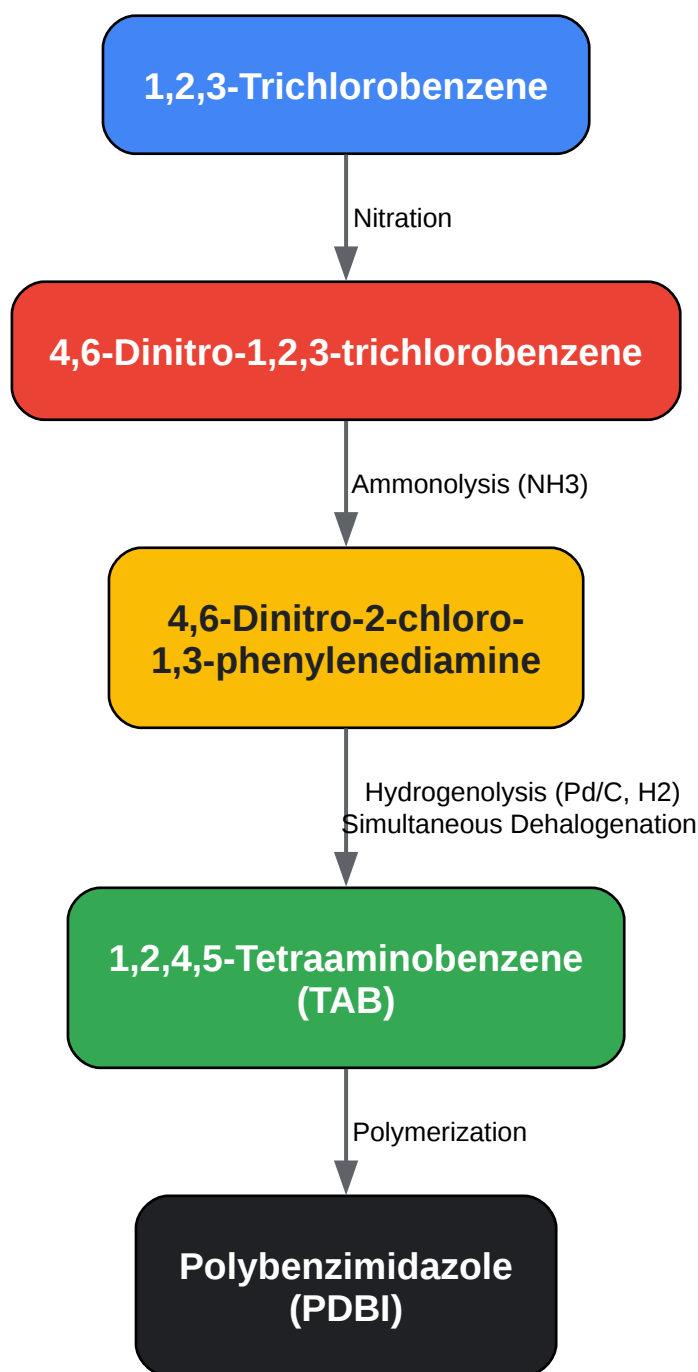 1,2,3-Trichlorobenzene
Nitration
4,6-Dinitro-1,2,3-trichlorobenzene
Ammonolysis (NH3)
4,6-Dinitro-2-chloro-
1,3-phenylenediamine
Hydrogenolysis (Pd/C, H2)
Simultaneous Dehalogenation
1,2,4,5-Tetraaminobenzene
(TAB)
Polymerization
Polybenzimidazole
(PDBI)